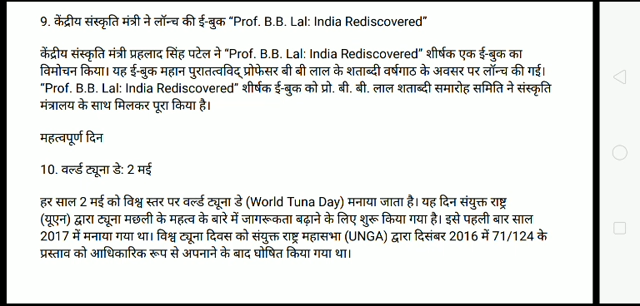 9. केंद्रीय संस्कृति मंत्री ने लॉन्च की ई-बुक “Prof. B.B. Lal: India Rediscovered”
केंद्रीय संस्कृति मंत्री प्रहलाद सिंह पटेल ने “Prof. B.B. Lal: India Rediscovered” शीर्षक एक ई-बुक का
विमोचन किया। यह ई-बुक महान पुरातत्वविद् प्रोफेसर बी बी लाल के शताब्दी वर्षगाठ के अवसर पर लॉन्च की गई।
“Prof. B.B. Lal: India Rediscovered” शीर्षक ई-बुक को प्रो. बी. बी. लाल शताब्दी समारोह समिति ने संस्कृति
मंत्रालय के साथ मिलकर पूरा किया है।
महत्वपूर्ण दिन
10. वर्ल्ड ट्यूना डे: 2 मई
हर साल 2 मई को विश्व स्तर पर वर्ल्ड ट्यूना डे (World Tuna Day) मनाया जाता है। यह दिन संयुक्त राष्ट्र
(यूएन) द्वारा ट्यूना मछली के महत्व के बारे में जागरूकता बढ़ाने के लिए शुरू किया गया है। इसे पहली बार साल
2017 में मनाया गया था। विश्व ट्यूना दिवस को संयुक्त राष्ट्र महासभा (UNGA) द्वारा दिसंबर 2016 में 71/124 के
प्रस्ताव को आधिकारिक रूप से अपनाने के बाद घोषित किया गया था।